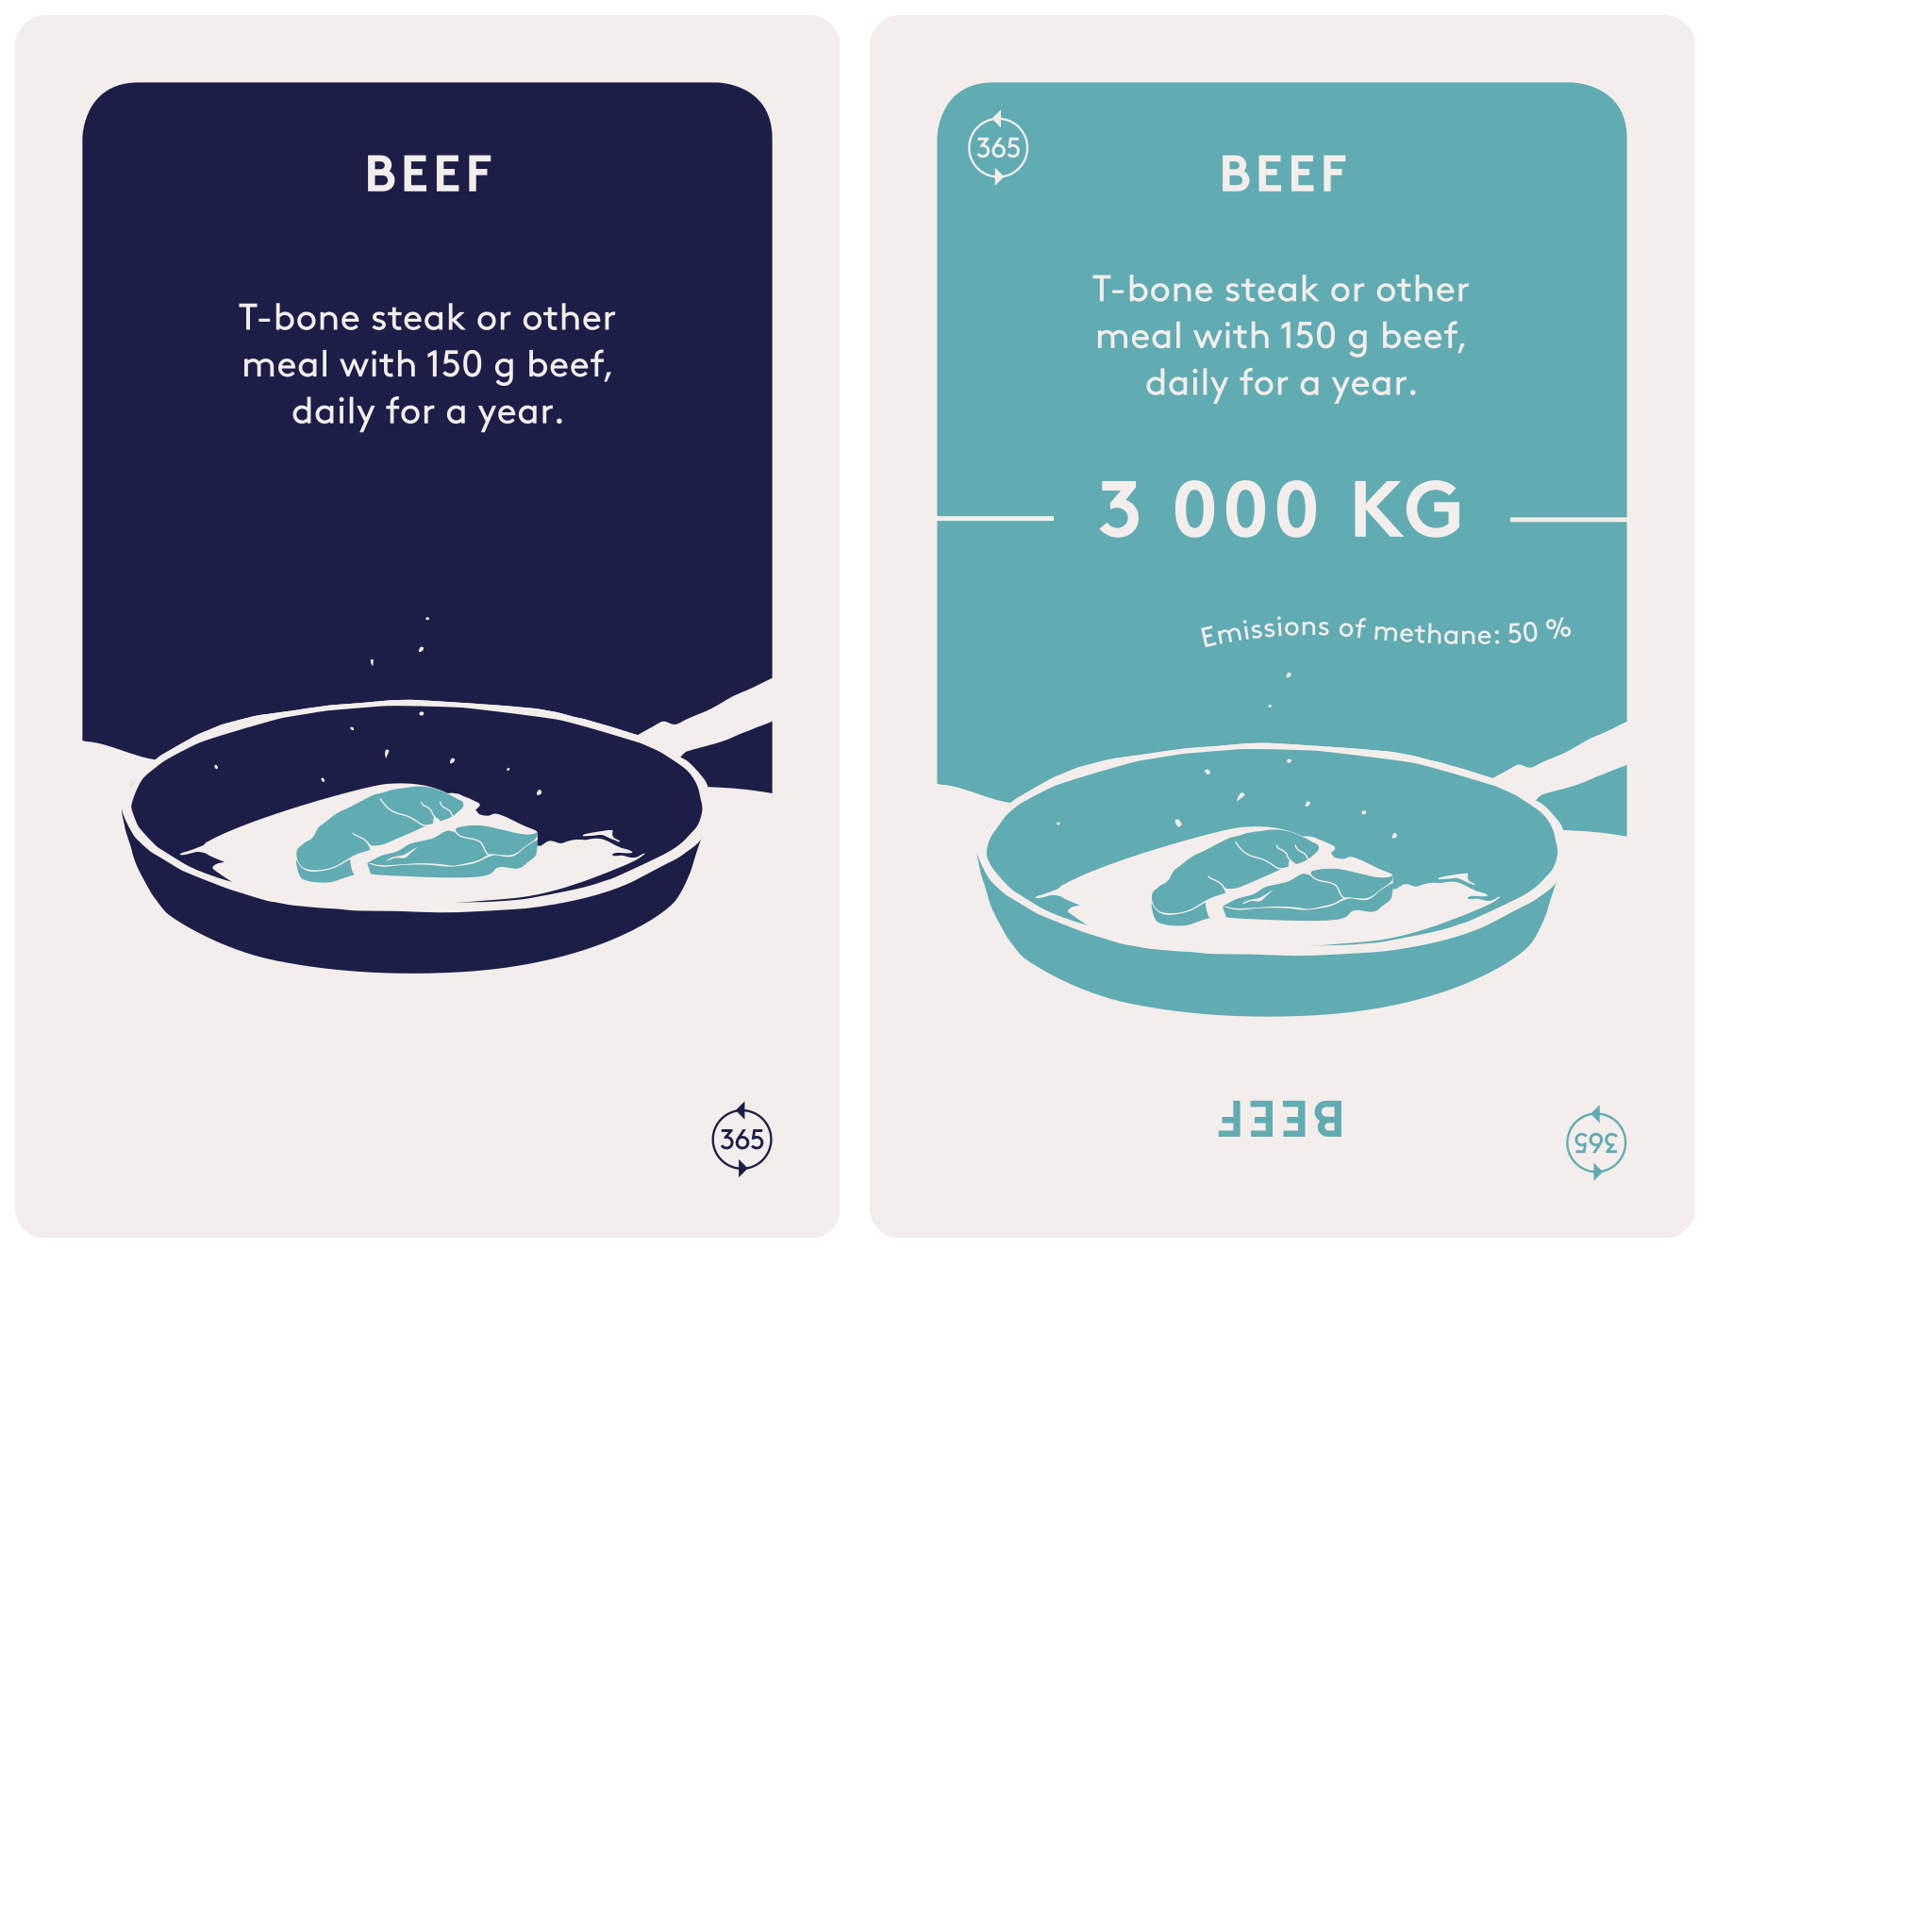 BEEF
T-bone steak or other
meal with 150 g beef,
daily for a year.
365
365
BEEF
T-bone steak or other
meal with 150 g beef,
daily for a year.
3 000 KG
Emissions of methane: 50 %
BEEF
365